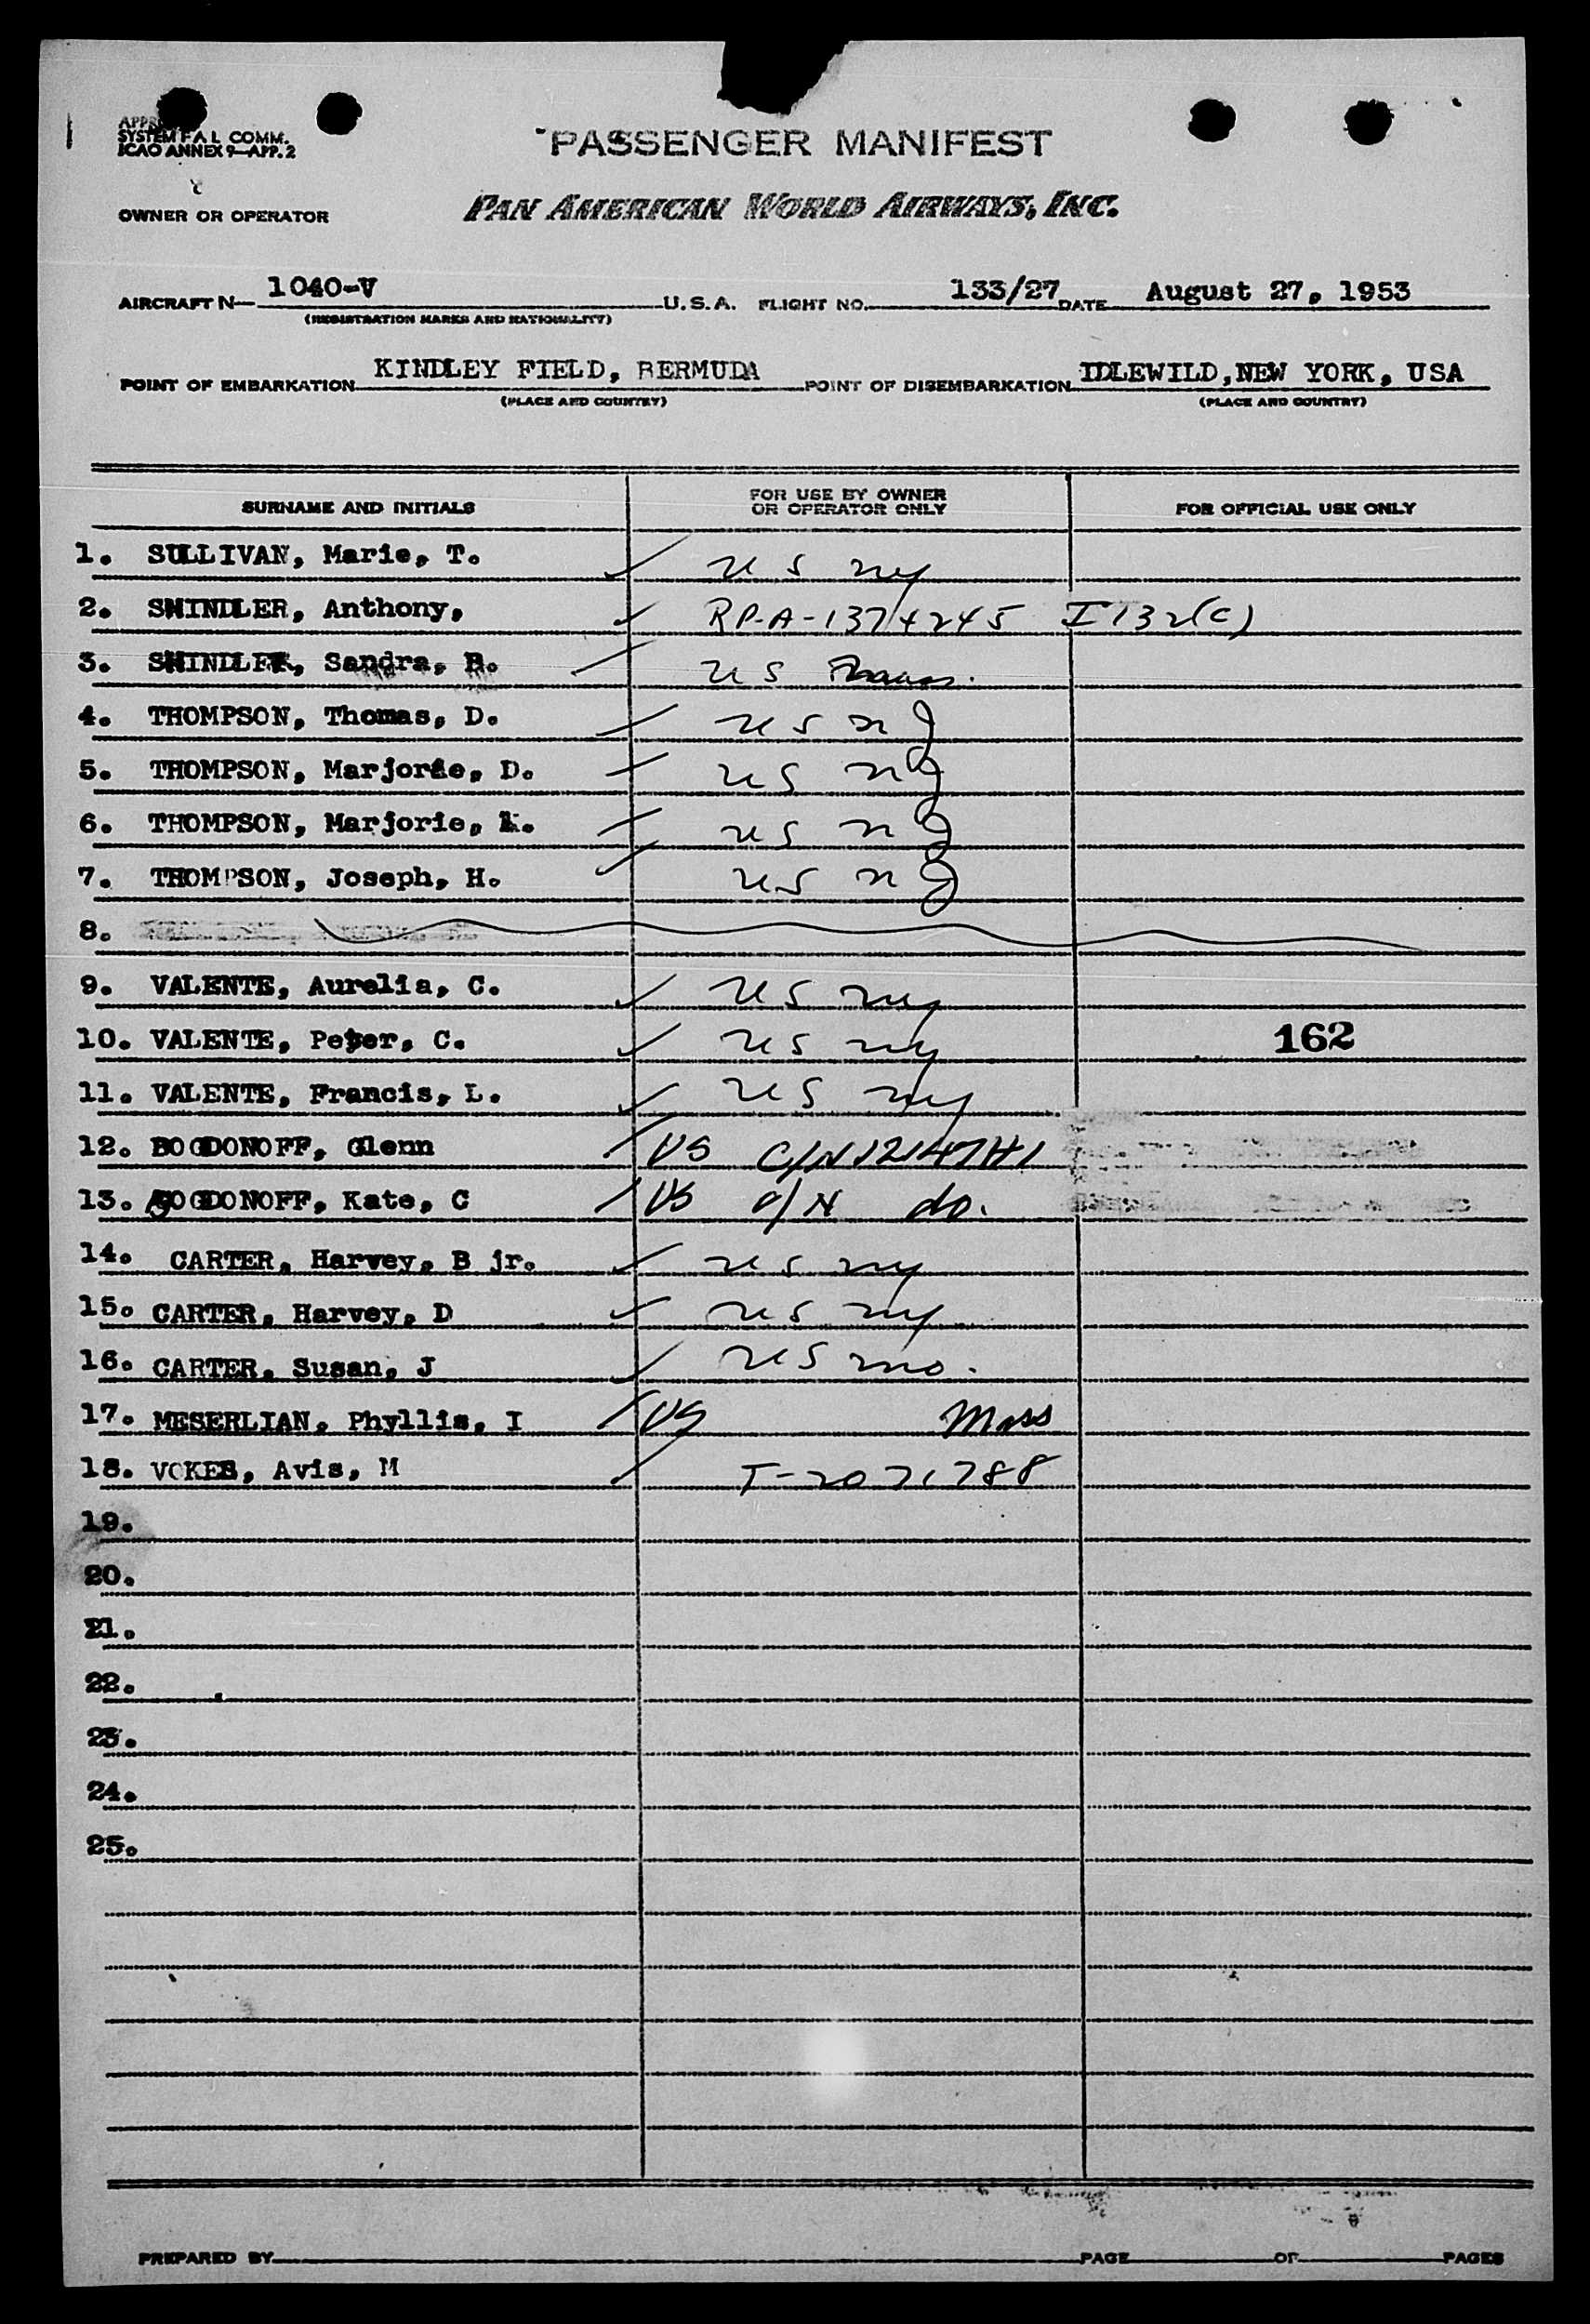 SYSTEM F.A.L. COMM.
ICAO ANNEX 9—APP. 2
PASSENGER MANIFEST
OWNER OR OPERATOR PAN AMERICAN WORLD AIRWAYS, INC.
AIRCRAFT N— 1040-V U.S.A. FLIGHT NO. 133/27 DATE August 27, 1953
(REGISTRATION MARKS AND NATIONALITY)
POINT OF EMBARKATION KINDLEY FIELD, BERMUDA POINT OF DISEMBARKATION IDLEWILD, NEW YORK, USA
(PLACE AND COUNTRY) (PLACE AND COUNTRY)
SURNAME AND INITIALS FOR USE BY OWNER OR OPERATOR ONLY FOR OFFICIAL USE ONLY
1. SULLIVAN, Marie, T. ✓ US ny
2. SHINDLER, Anthony, ✓ RP-A-1374245 I132(c)
3. SHINDLER, Sandra, B. ✓ US
4. THOMPSON, Thomas, D. ✓ US nJ
5. THOMPSON, Marjorie, D. ✓ US nJ
6. THOMPSON, Marjorie, ✓ US nJ
7. THOMPSON, Joseph, H. ✓ US nJ
8.
9. VALENTE, Aurelia, C. ✓ US ny
10. VALENTE, Peter, C. ✓ US ny 162
11. VALENTE, Francis, L. ✓ US ny
12. BOGDONOFF, Glenn ✓ US C/N
13. BOGDONOFF, Kate, C ✓ US C/N do.
14. CARTER, Harvey, B jr. ✓ US ny
15. CARTER, Harvey, D ✓ US ny
16. CARTER, Susan, J ✓ US mo.
17. MESERLIAN, Phyllis, I ✓ US Mass
18. VOKES, Avis, M ✓ T-2071788
19.
20.
21.
22.
23.
24.
25.
PREPARED BY PAGE OF PAGES